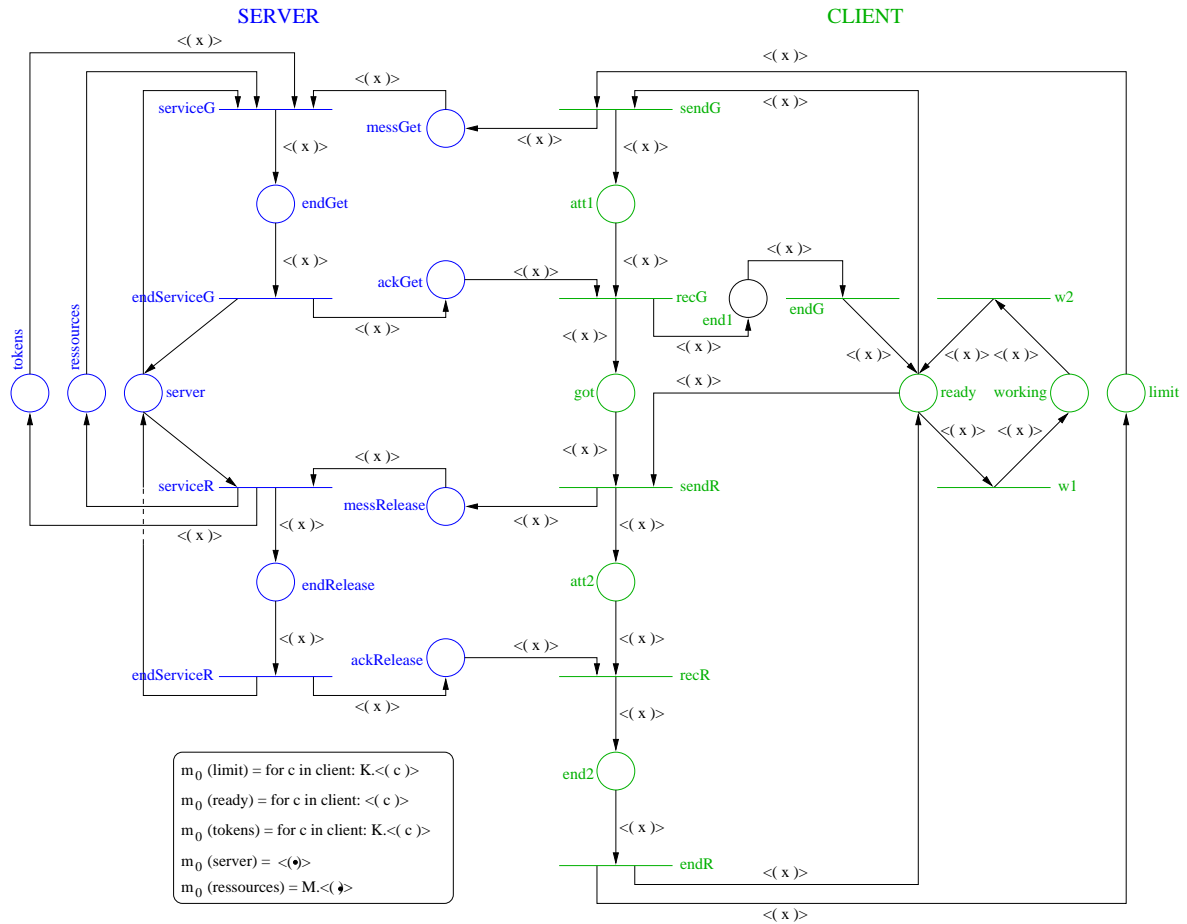 SERVER
CLIENT
<( x )>
<( x )>
<( x )>
<( x )>
serviceG
sendG
messGet
<( x )>
<( x )>
<( x )>
endGet
att1
<( x )>
<( x )>
<( x )>
<( x )>
ackGet
endServiceG
recG
w2
endG
end1
<( x )>
<( x )>
<( x )>
<( x )>
<( x )>
<( x )>
tokens
ressources
<( x )>
server
got
ready
working
limit
<( x )>
<( x )>
<( x )>
<( x )>
serviceR
sendR
w1
messRelease
<( x )>
<( x )>
<( x )>
<( x )>
endRelease
att2
<( x )>
<( x )>
<( x )>
ackRelease
endServiceR
recR
<( x )>
<( x )>
m0 (limit) = for c in client: K.<( c )>
end2
m0 (ready) = for c in client: <( c )>
m0 (tokens) = for c in client: K.<( c )>
<( x )>
m0 (server) = <(•)>
endR
<( x )>
m0 (ressources) = M.<(•)>
<( x )>